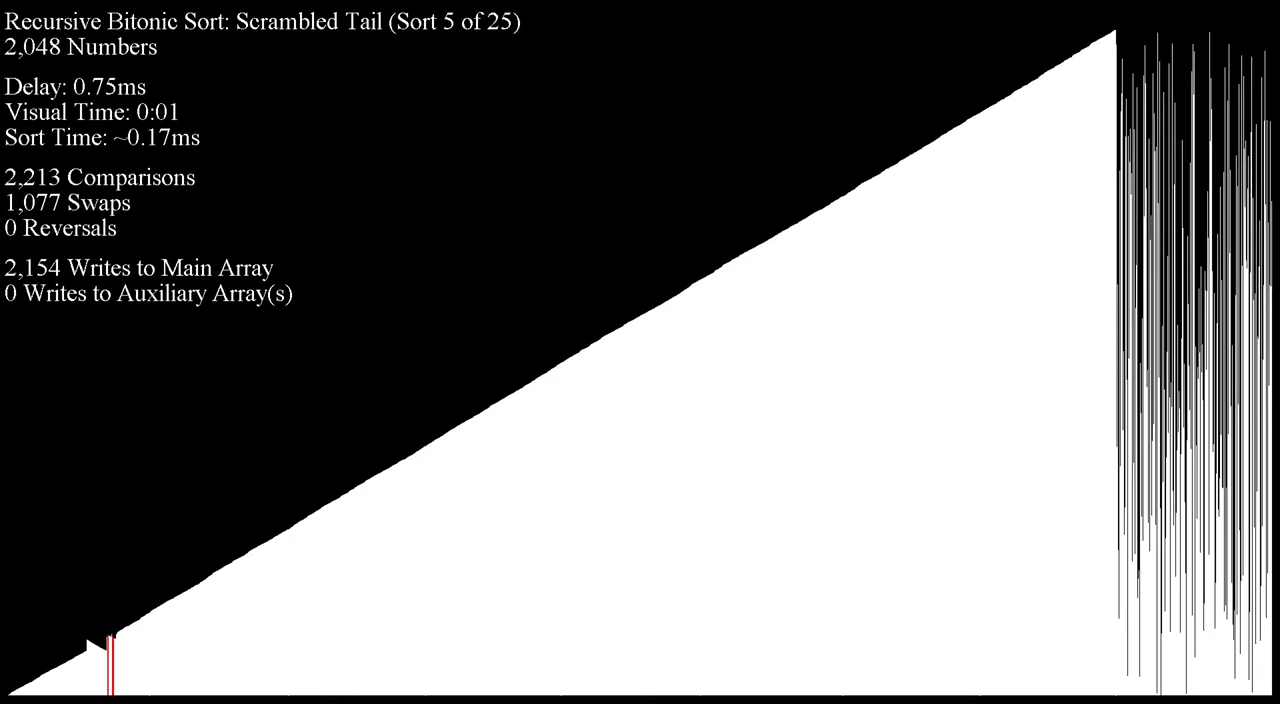 Recursive Bitonic Sort: Scrambled Tail (Sort 5 of 25)
2,048 Numbers
Delay: 0.75ms
Visual Time: 0:01
Sort Time: ~0.17ms
2,213 Comparisons
1,077 Swaps
0 Reversals
2,154 Writes to Main Array
0 Writes to Auxiliary Array(s)